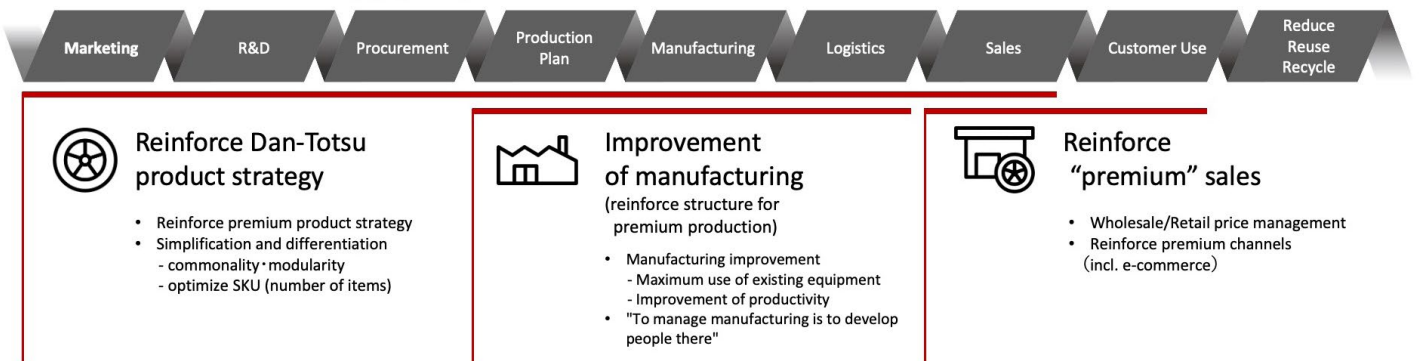 Marketing
R&D
Procurement
Production
Plan
Manufacturing
Logistics
Sales
Customer Use
Reduce
Reuse
Recycle
Reinforce Dan-Totsu
product strategy
• Reinforce premium product strategy
• Simplification and differentiation
- commonality・modularity
- optimize SKU (number of items)
Improvement
of manufacturing
(reinforce structure for
premium production)
• Manufacturing improvement
- Maximum use of existing equipment
- Improvement of productivity
• "To manage manufacturing is to develop
people there"
Reinforce
“premium” sales
• Wholesale/Retail price management
• Reinforce premium channels
（incl. e-commerce）